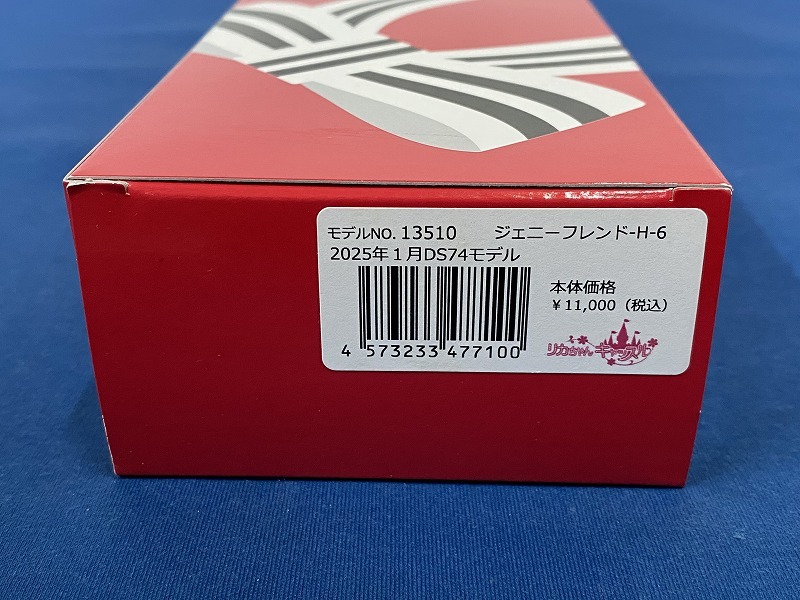 モデルNO. 13510 ジェニーフレンド-H-6
2025年1月DS74モデル
本体価格
¥11,000（税込）
4 573233 477100
リカちゃん キャッスル